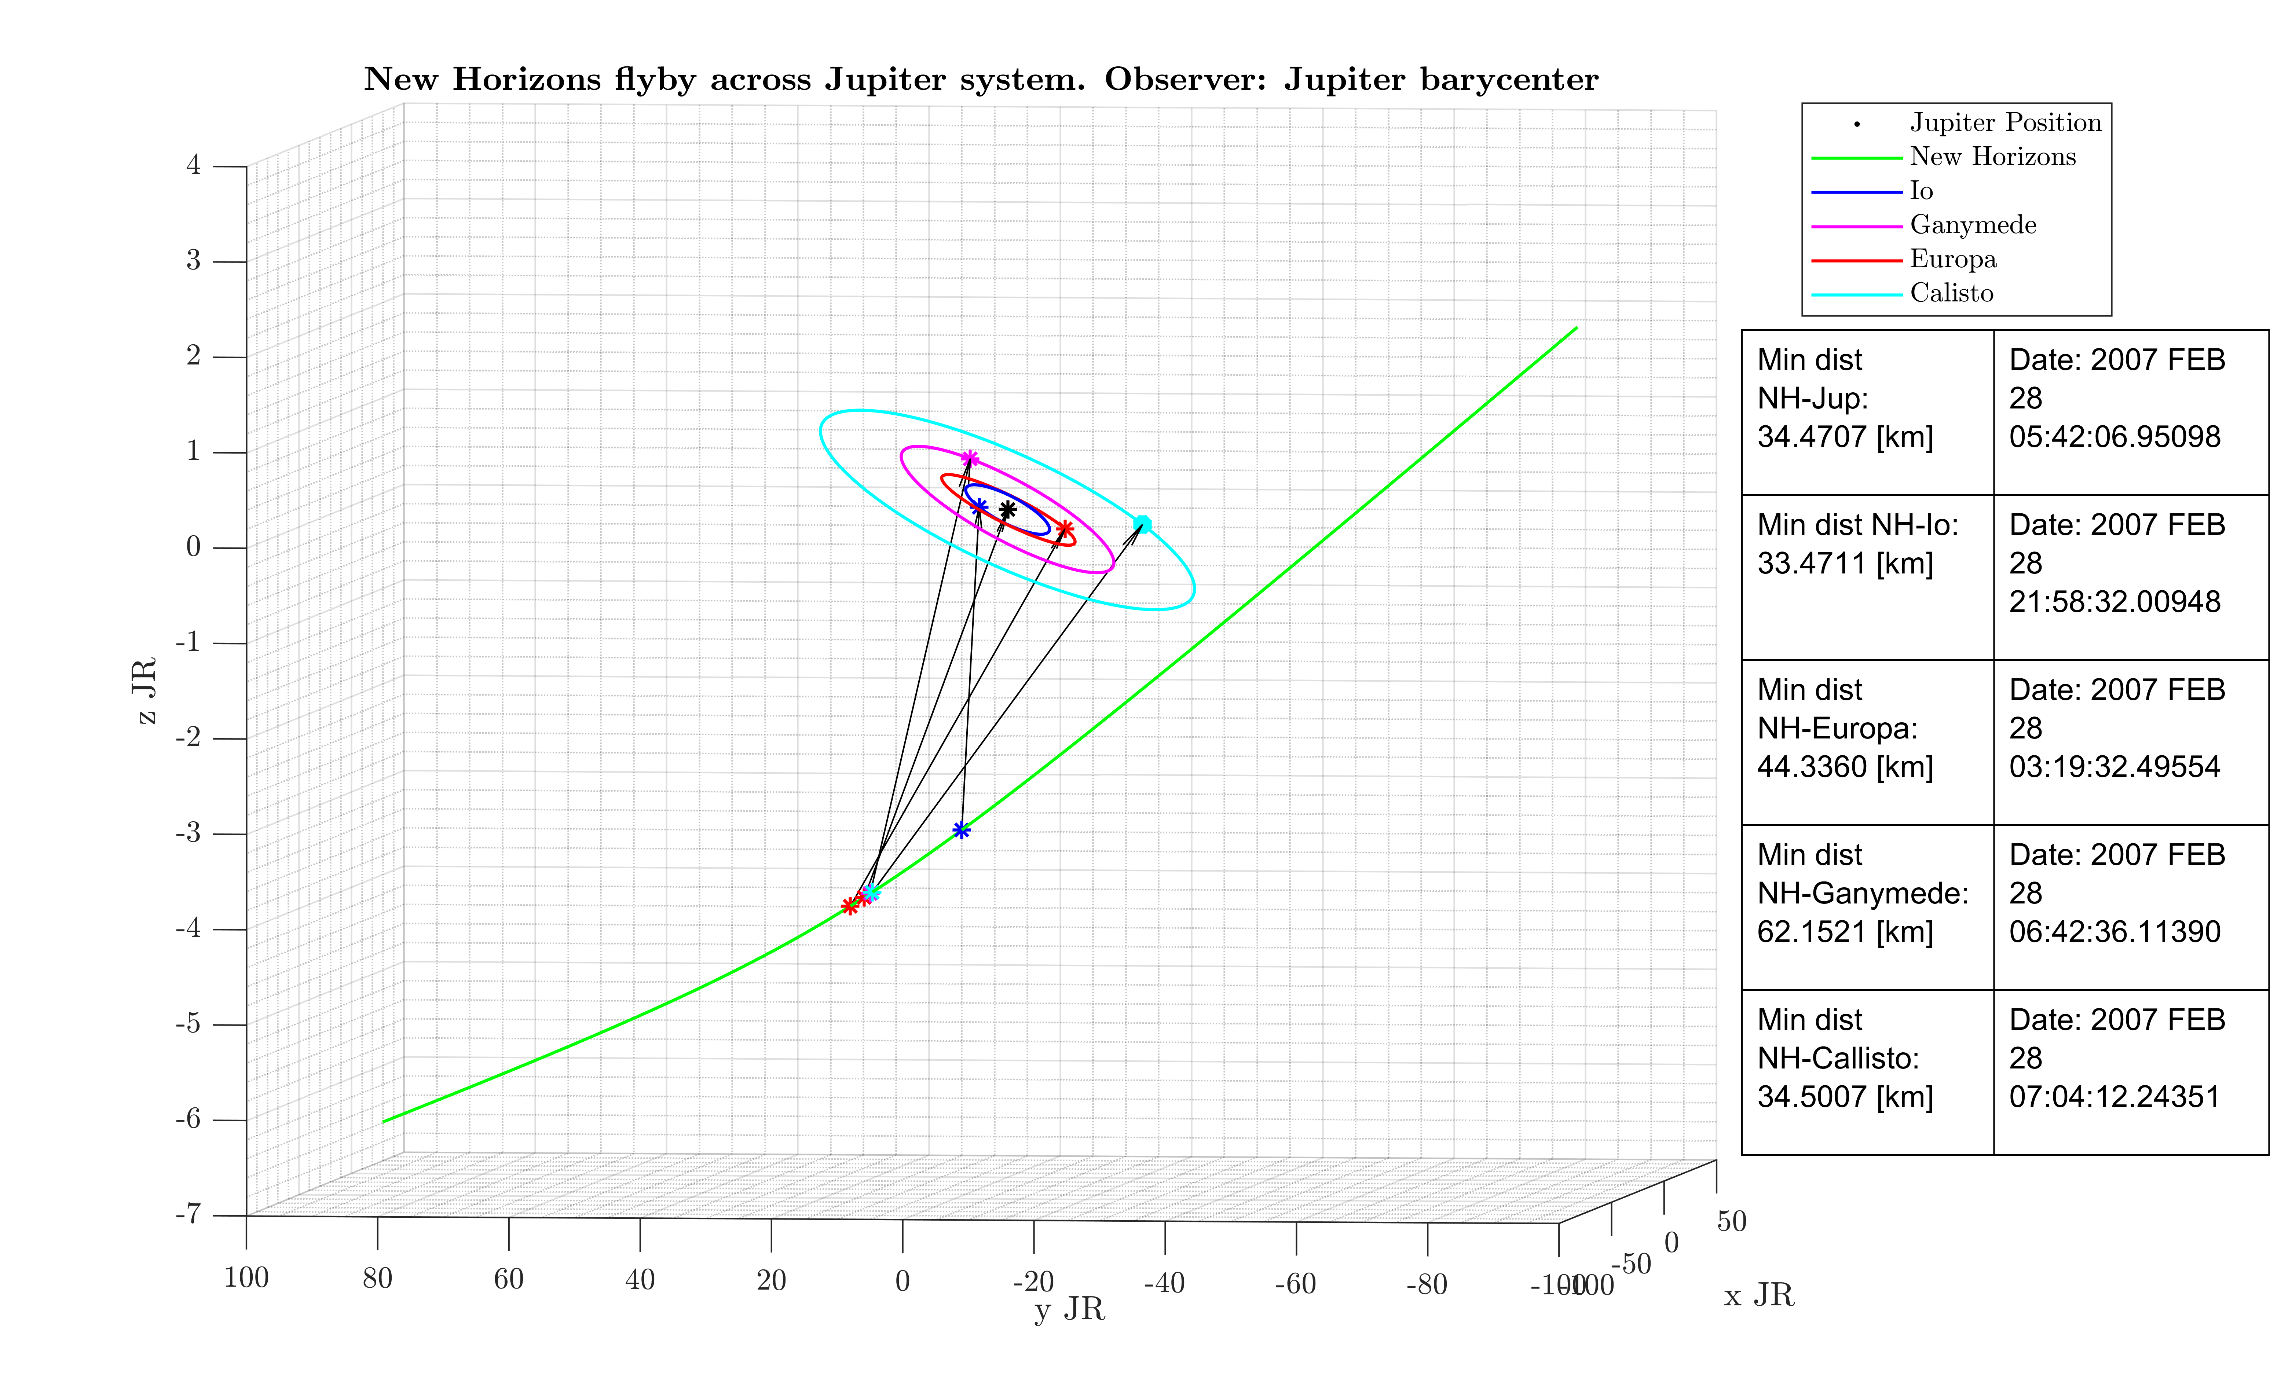 New Horizons flyby across Jupiter system. Observer: Jupiter barycenter
Jupiter Position
New Horizons
Io
Ganymede
Europa
Calisto
Min dist
NH-Jup:
34.4707 [km]
Date: 2007 FEB
28
05:42:06.95098
Min dist NH-Io:
33.4711 [km]
Date: 2007 FEB
28
21:58:32.00948
Min dist
NH-Europa:
44.3360 [km]
Date: 2007 FEB
28
03:19:32.49554
Min dist
NH-Ganymede:
62.1521 [km]
Date: 2007 FEB
28
06:42:36.11390
Min dist
NH-Callisto:
34.5007 [km]
Date: 2007 FEB
28
07:04:12.24351
4
3
2
1
0
-1
-2
-3
-4
-5
-6
-7
z JR
100
80
60
40
20
0
-20
-40
-60
-80
-100
y JR
-100
-50
0
50
x JR